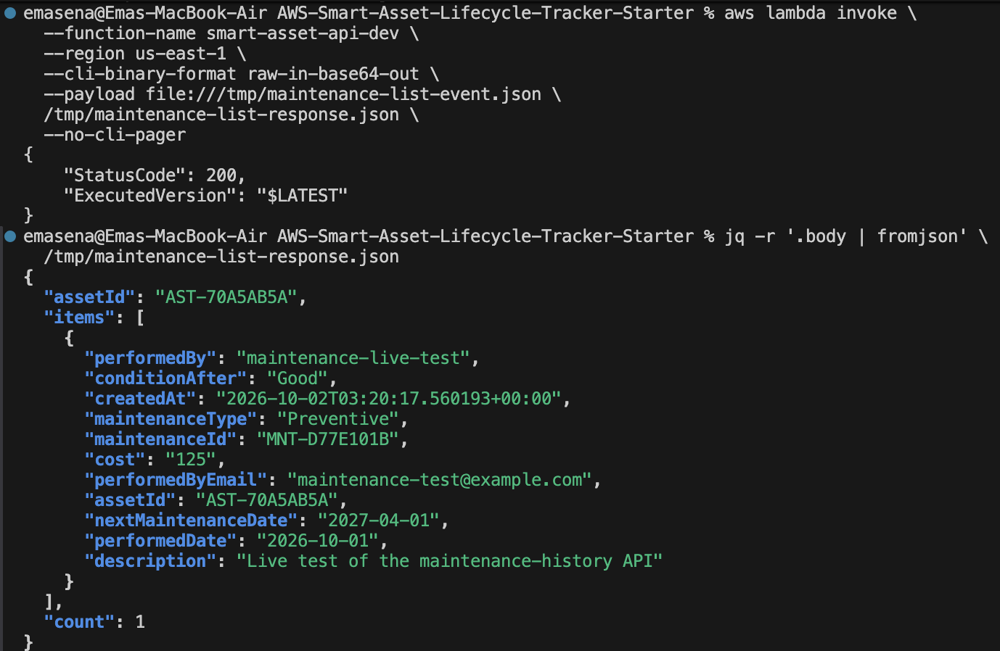 emasena@Emas-MacBook-Air AWS-Smart-Asset-Lifecycle-Tracker-Starter % aws lambda invoke \
  --function-name smart-asset-api-dev \
  --region us-east-1 \
  --cli-binary-format raw-in-base64-out \
  --payload file:///tmp/maintenance-list-event.json \
  /tmp/maintenance-list-response.json \
  --no-cli-pager
{
    "StatusCode": 200,
    "ExecutedVersion": "$LATEST"
}
emasena@Emas-MacBook-Air AWS-Smart-Asset-Lifecycle-Tracker-Starter % jq -r '.body | fromjson' \
  /tmp/maintenance-list-response.json
{
  "assetId": "AST-70A5AB5A",
  "items": [
    {
      "performedBy": "maintenance-live-test",
      "conditionAfter": "Good",
      "createdAt": "2026-10-02T03:20:17.560193+00:00",
      "maintenanceType": "Preventive",
      "maintenanceId": "MNT-D77E101B",
      "cost": "125",
      "performedByEmail": "maintenance-test@example.com",
      "assetId": "AST-70A5AB5A",
      "nextMaintenanceDate": "2027-04-01",
      "performedDate": "2026-10-01",
      "description": "Live test of the maintenance-history API"
    }
  ],
  "count": 1
}